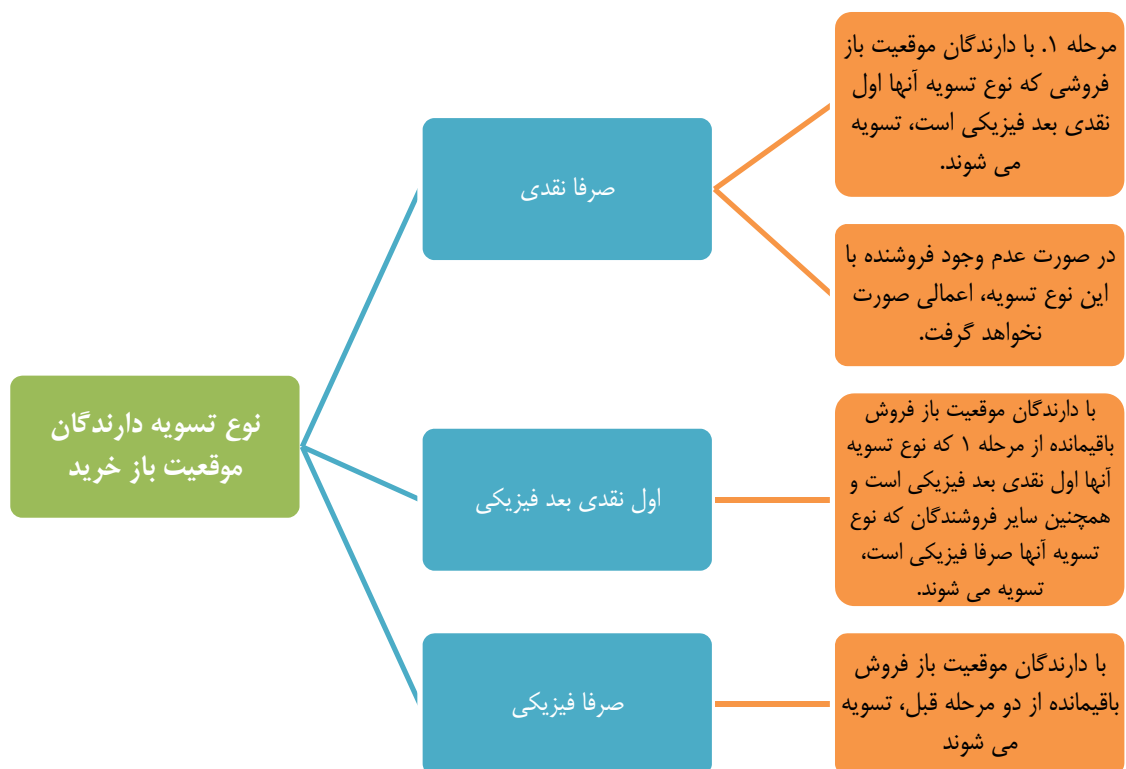 نوع تسویه دارندگان
موقعیت باز خرید
صرفا نقدی
مرحله ۱. با دارندگان موقعیت باز
فروشی که نوع تسویه آنها اول
نقدی بعد فیزیکی است، تسویه
می شوند.
در صورت عدم وجود فروشنده با
این نوع تسویه، اعمالی صورت
نخواهد گرفت.
اول نقدی بعد فیزیکی
با دارندگان موقعیت باز فروش
باقیمانده از مرحله ۱ که نوع تسویه
آنها اول نقدی بعد فیزیکی است و
همچنین سایر فروشندگان که نوع
تسویه آنها صرفا فیزیکی است،
تسویه می شوند.
صرفا فیزیکی
با دارندگان موقعیت باز فروش
باقیمانده از دو مرحله قبل، تسویه
می شوند